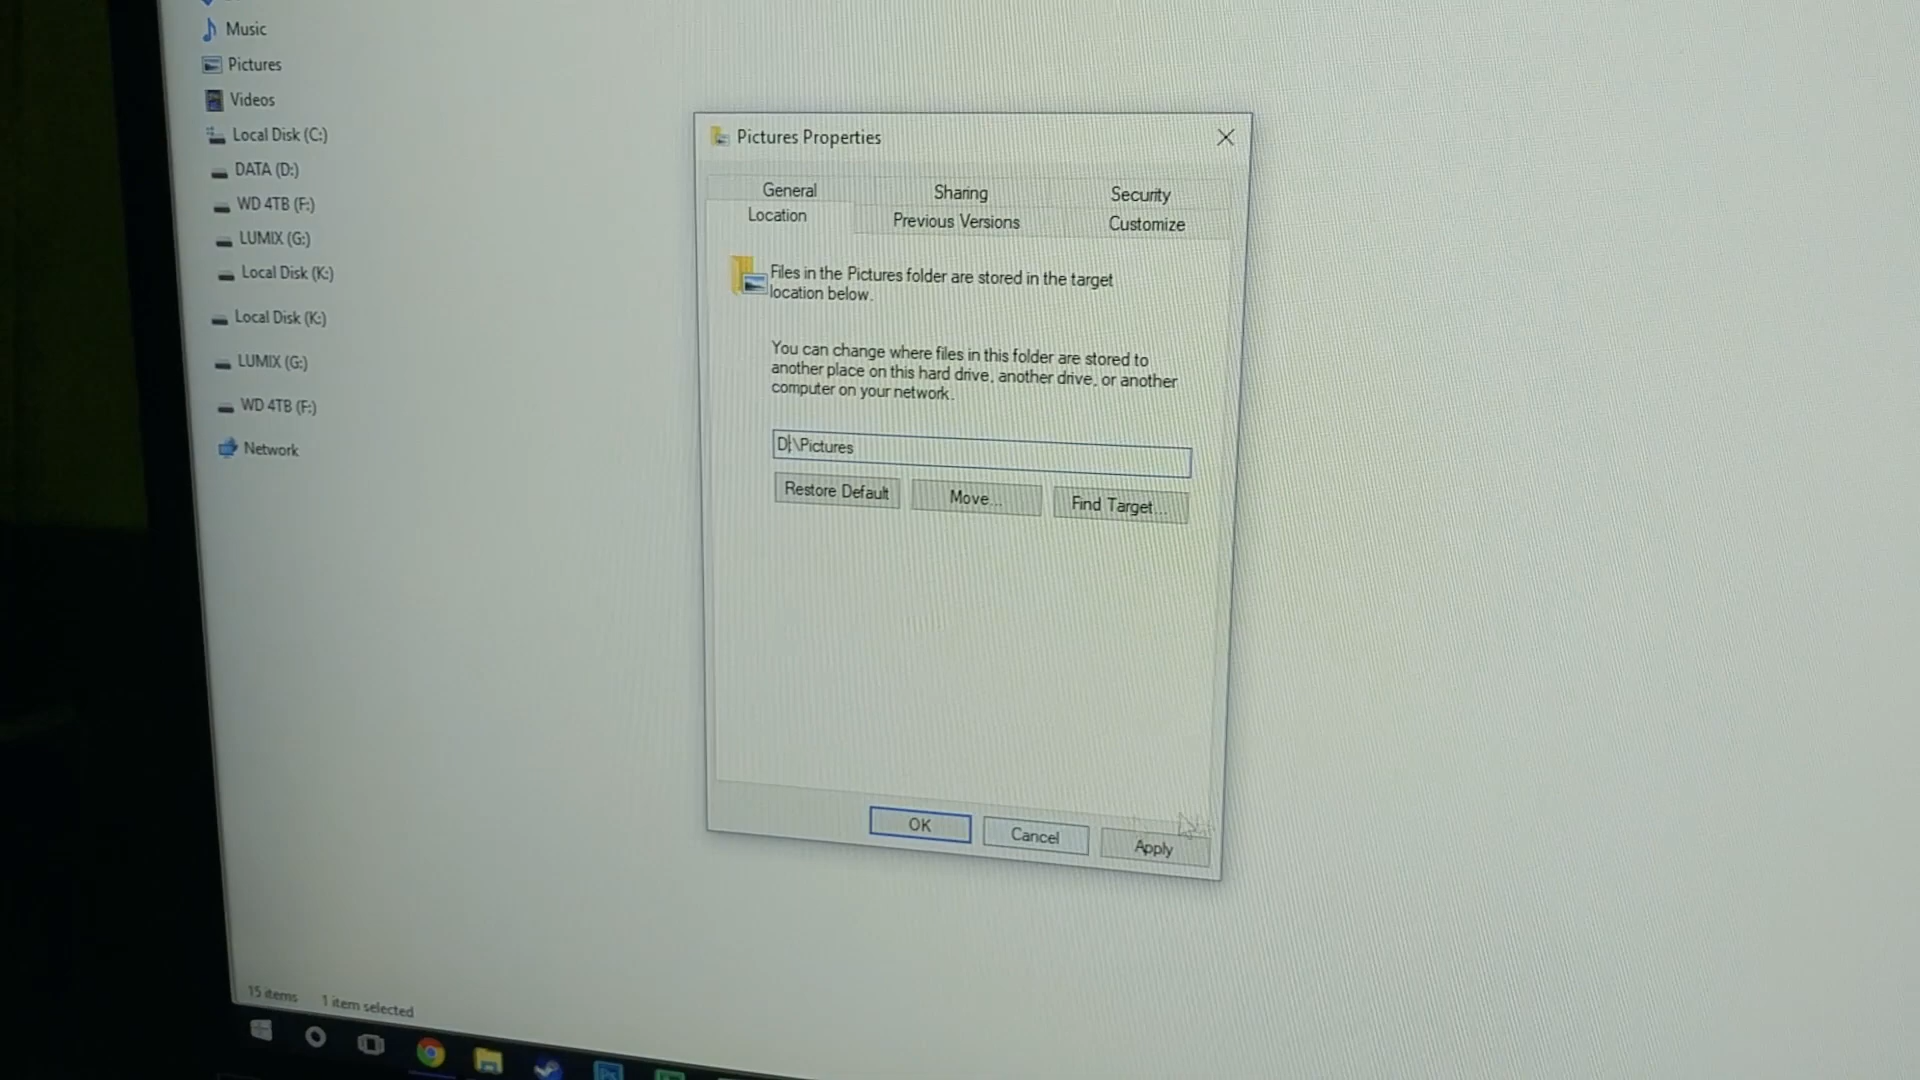 Music
Pictures
Videos
Local Disk (C:)
DATA (D:)
WD 4TB (F:)
LUMIX (G:)
Local Disk (K:)
Local Disk (K:)
LUMIX (G:)
WD 4TB (F:)
Network
15 items 1 item selected
Pictures Properties
General Sharing Security
Location Previous Versions Customize
Files in the Pictures folder are stored in the target
location below.
You can change where files in this folder are stored to
another place on this hard drive, another drive, or another
computer on your network.
D:\Pictures
Restore Default Move... Find Target...
OK Cancel Apply